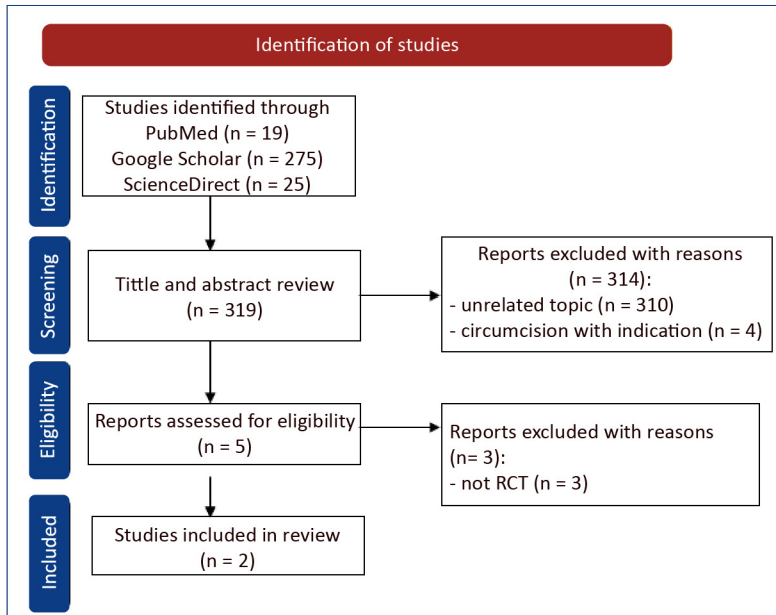 Identification of studies
Identification
Studies identified through
PubMed (n = 19)
Google Scholar (n = 275)
ScienceDirect (n = 25)
Screening
Tittle and abstract review
(n = 319)
Reports excluded with reasons
(n = 314):
- unrelated topic (n = 310)
- circumcision with indication (n = 4)
Eligibility
Reports assessed for eligibility
(n = 5)
Reports excluded with reasons
(n= 3):
- not RCT (n = 3)
Included
Studies included in review
(n = 2)